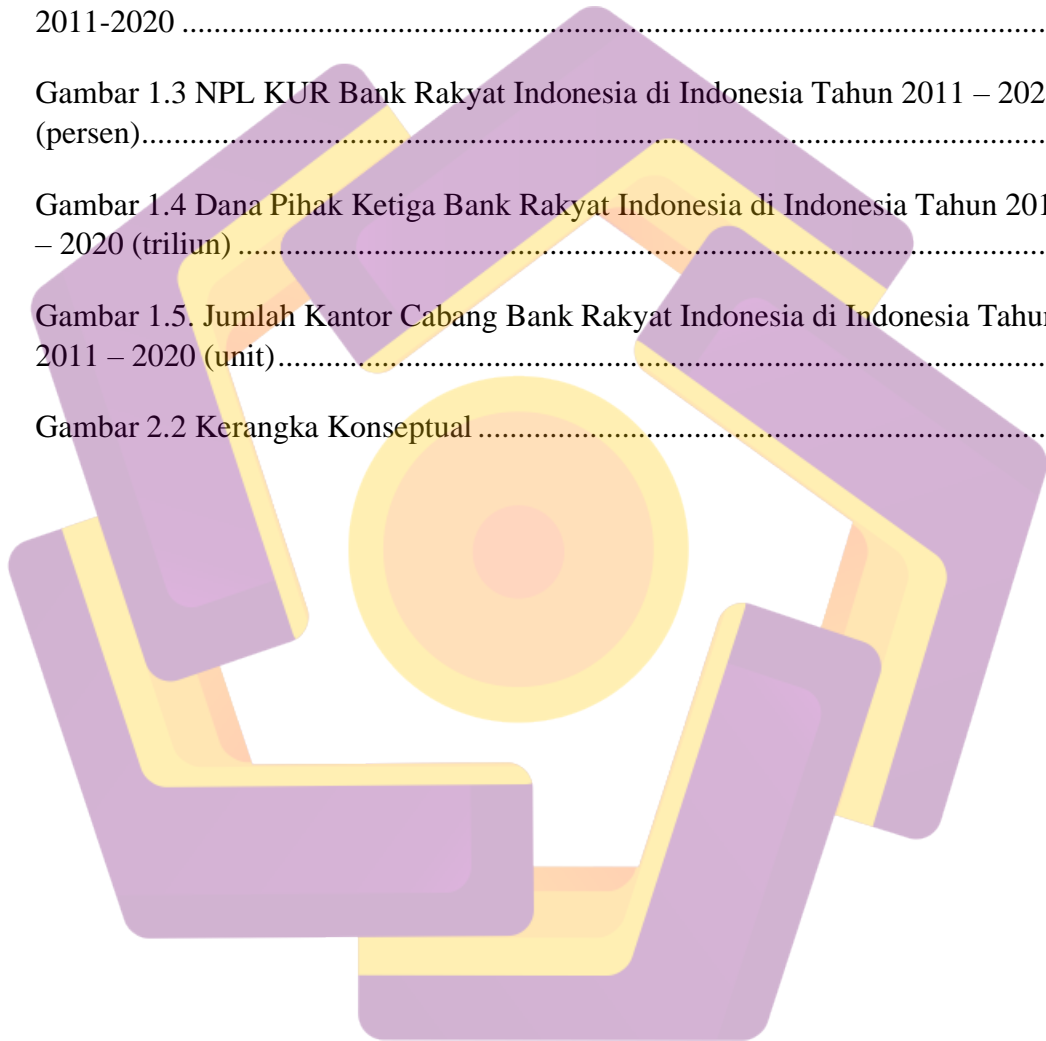 2011-2020 ........................................................................................................
Gambar 1.3 NPL KUR Bank Rakyat Indonesia di Indonesia Tahun 2011 – 202
(persen)............................................................................................................
Gambar 1.4 Dana Pihak Ketiga Bank Rakyat Indonesia di Indonesia Tahun 201
– 2020 (triliun) .................................................................................................
Gambar 1.5. Jumlah Kantor Cabang Bank Rakyat Indonesia di Indonesia Tahun
2011 – 2020 (unit)............................................................................................
Gambar 2.2 Kerangka Konseptual .....................................................................